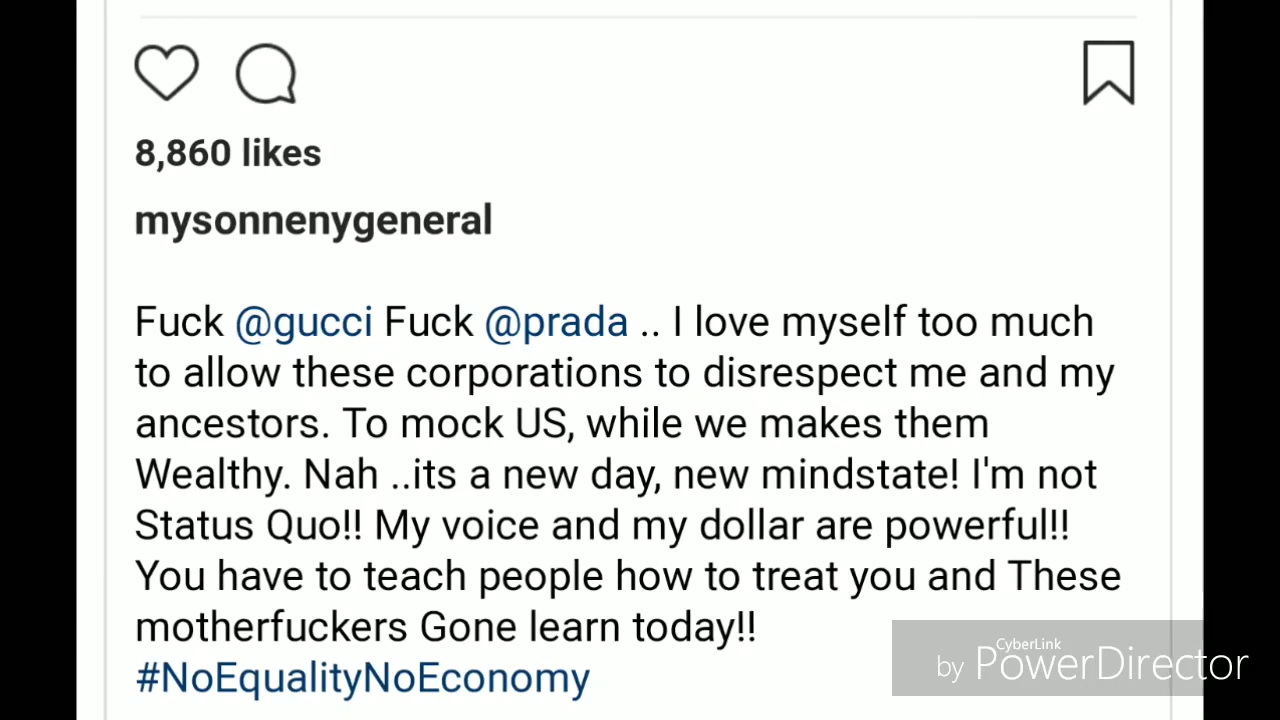 8,860 likes
mysonnenygeneral
Fuck @gucci Fuck @prada .. I love myself too much
to allow these corporations to disrespect me and my
ancestors. To mock US, while we makes them
Wealthy. Nah ..its a new day, new mindstate! I'm not
Status Quo!! My voice and my dollar are powerful!!
You have to teach people how to treat you and These
motherfuckers Gone learn today!!
#NoEqualityNoEconomy
CyberLink
by PowerDirector